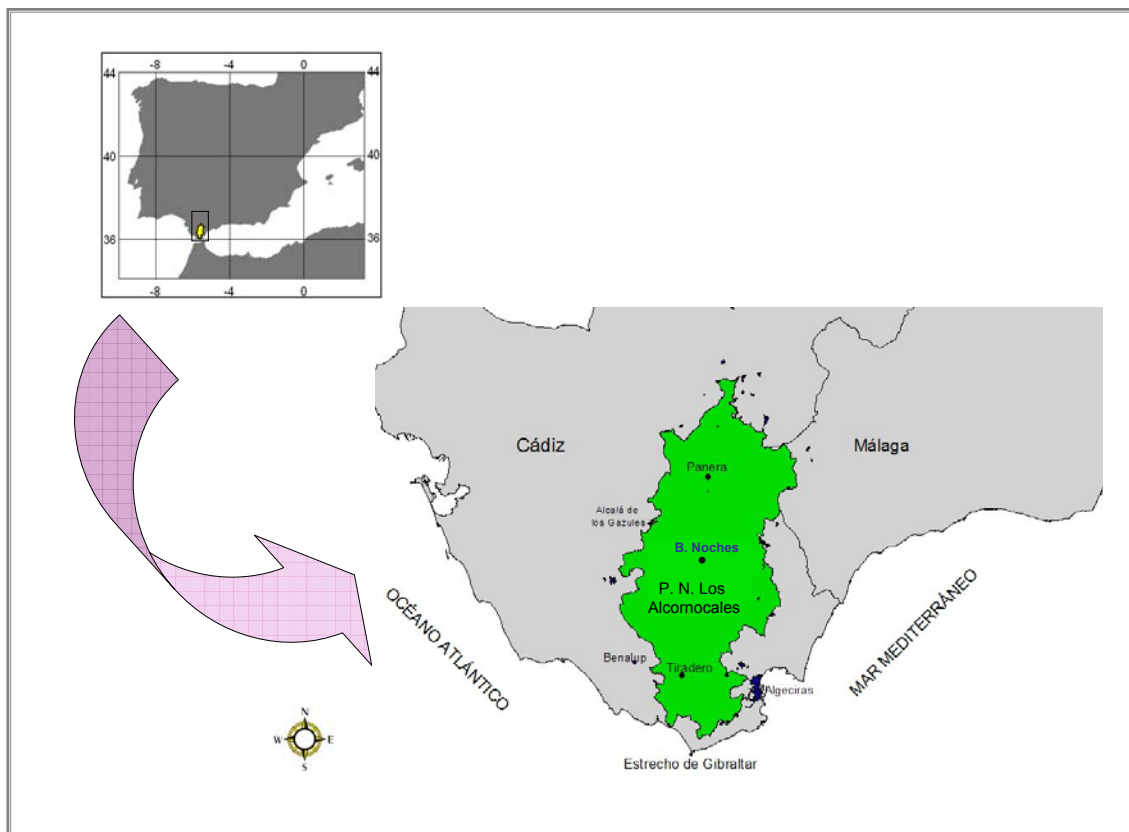 -8 -4 0
44 44
40 40
36 36
-8 -4 0
Cádiz
Málaga
Panera
Alcalá de
los Gazules
B. Noches
P. N. Los
Alcornocales
OCÉANO ATLÁNTICO
MAR MEDITERRÂNEO
Benalup
Tiradero
Algeciras
N
W E
S
Estrecho de Gibraltar